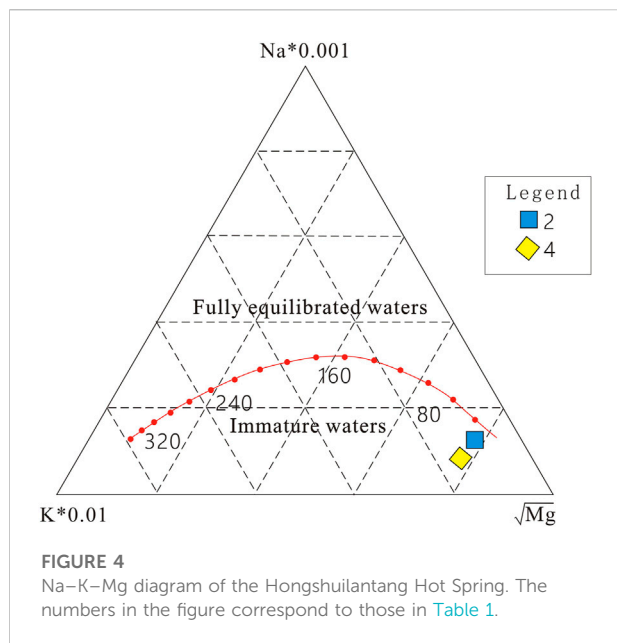 Na*0.001
Legend
2
4
Fully equilibrated waters
160
240
80
Immature waters
320
K*0.01
√Mg
FIGURE 4
Na–K–Mg diagram of the Hongshuilantang Hot Spring. The
numbers in the figure correspond to those in Table 1.